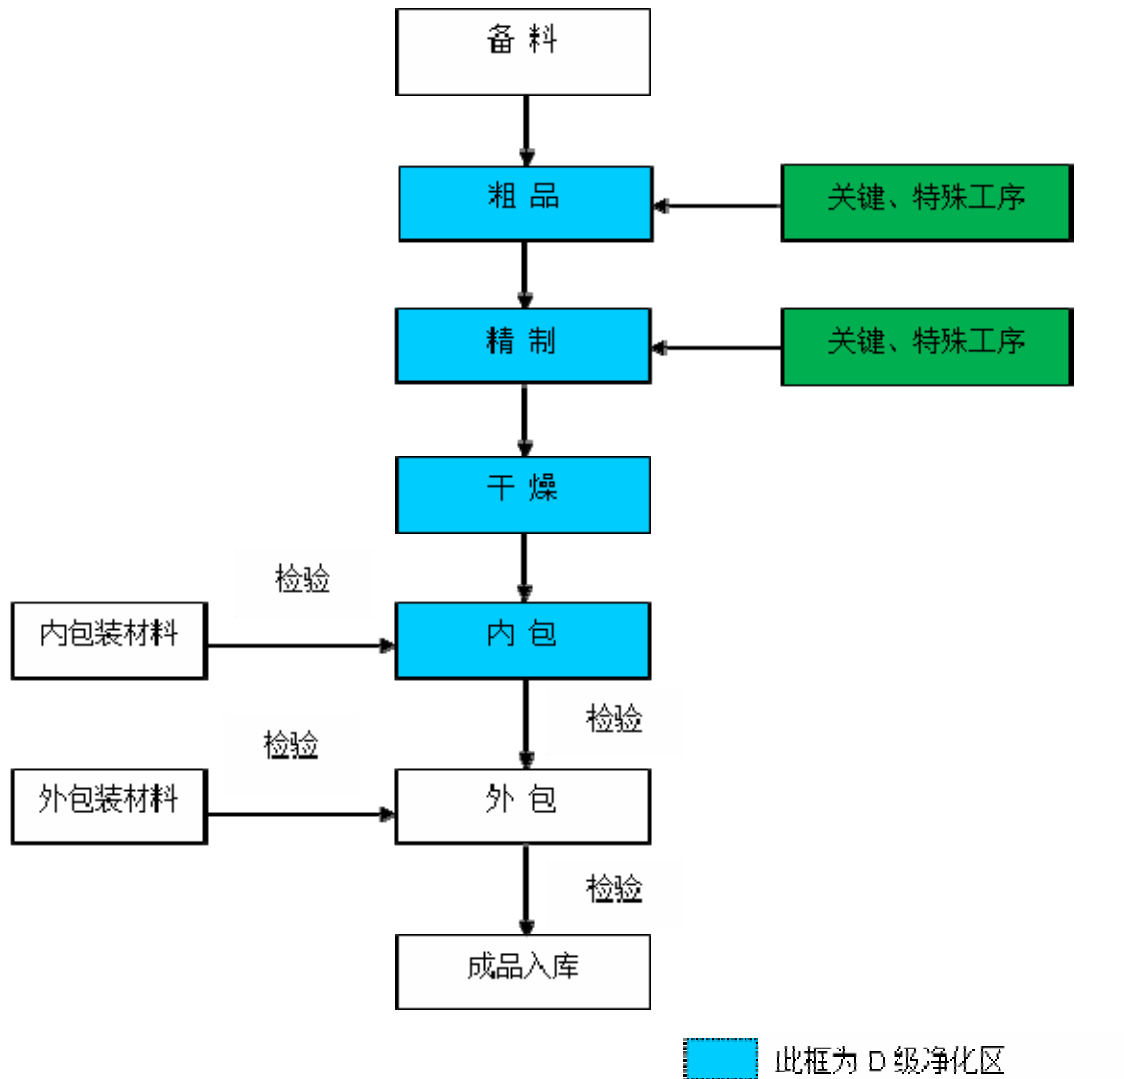 备 料
粗 品
关键、特殊工序
精 制
关键、特殊工序
干 燥
检验
内包装材料
内 包
检验
检验
外包装材料
外 包
检验
成品入库
此框为 D 级净化区